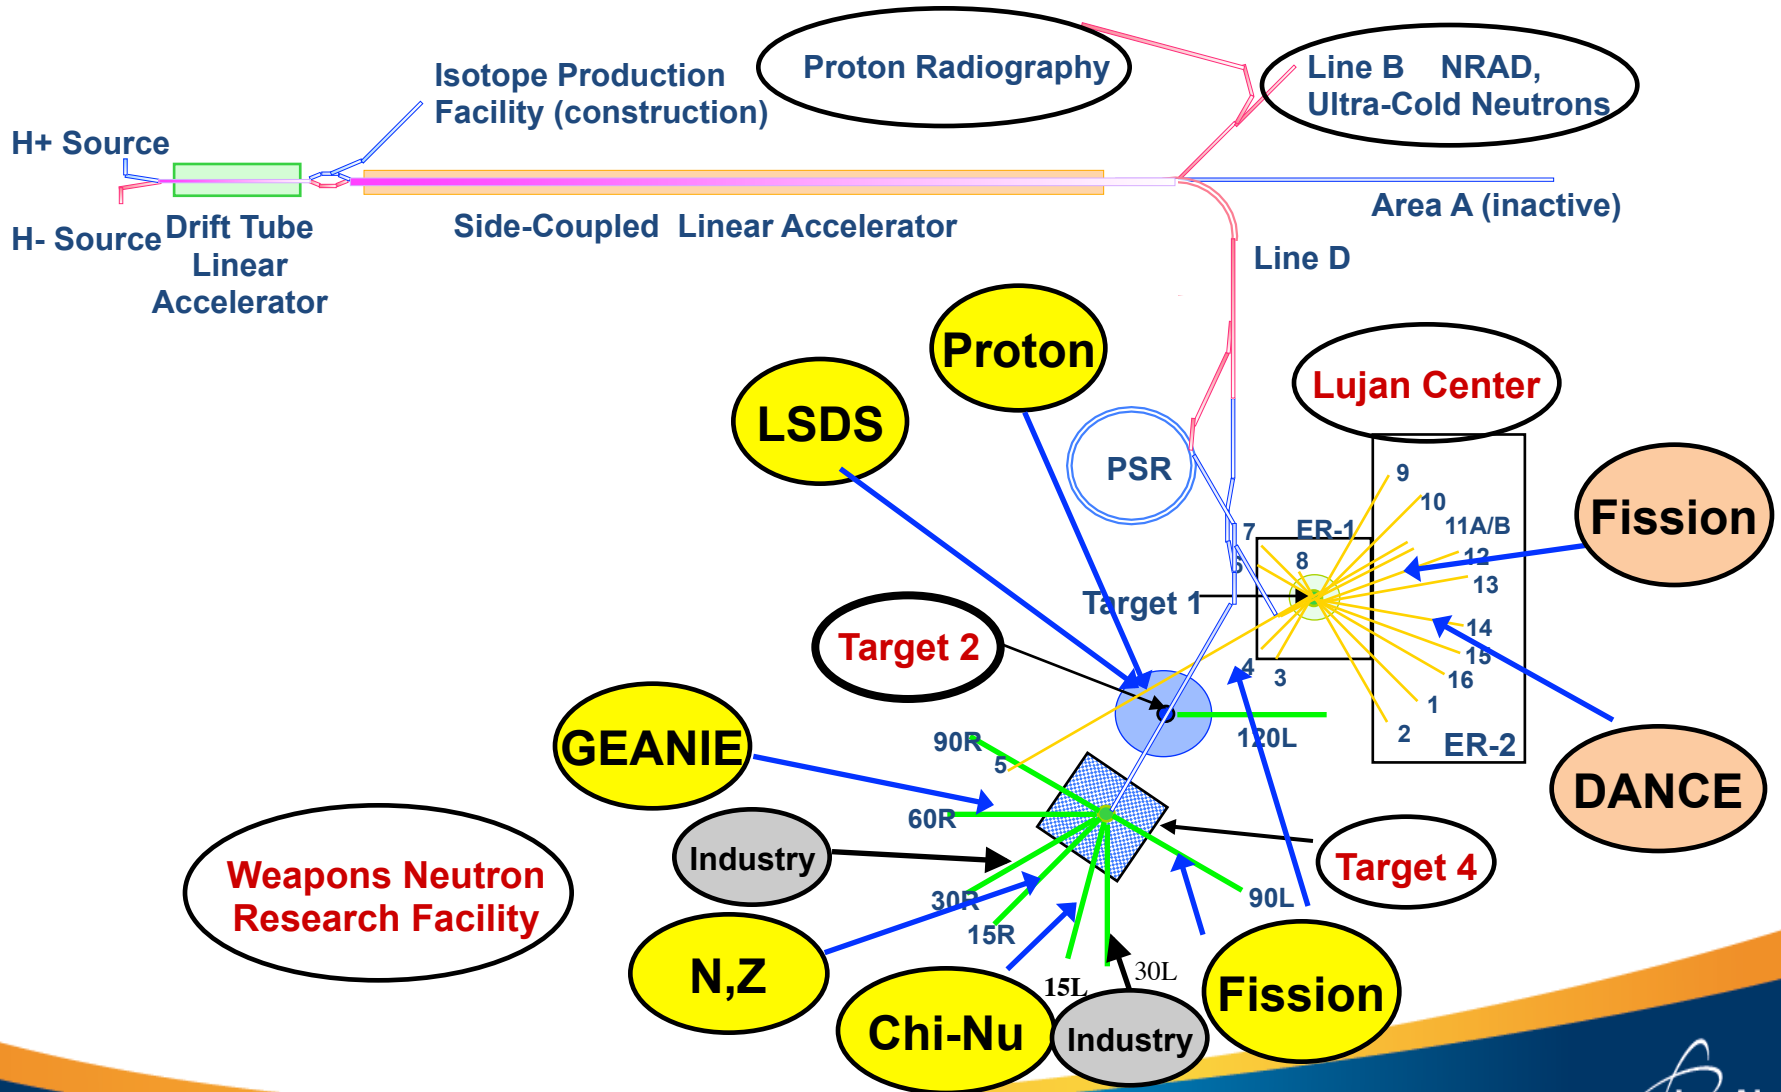 Proton Radiography
Line B NRAD,
Ultra-Cold Neutrons
Isotope Production
Facility (construction)
H+ Source
H- Source
Drift Tube
Linear
Accelerator
Side-Coupled Linear Accelerator
Area A (inactive)
Line D
Proton
LSDS
Lujan Center
PSR
9
10
11A/B
12
13
14
15
16
1
2
ER-2
7
ER-1
6
8
Fission
Target 1
4
3
Target 2
120L
DANCE
GEANIE
90R
5
60R
Industry
Target 4
Weapons Neutron
Research Facility
30R
15R
90L
N,Z
15L
30L
Chi-Nu
Industry
Fission